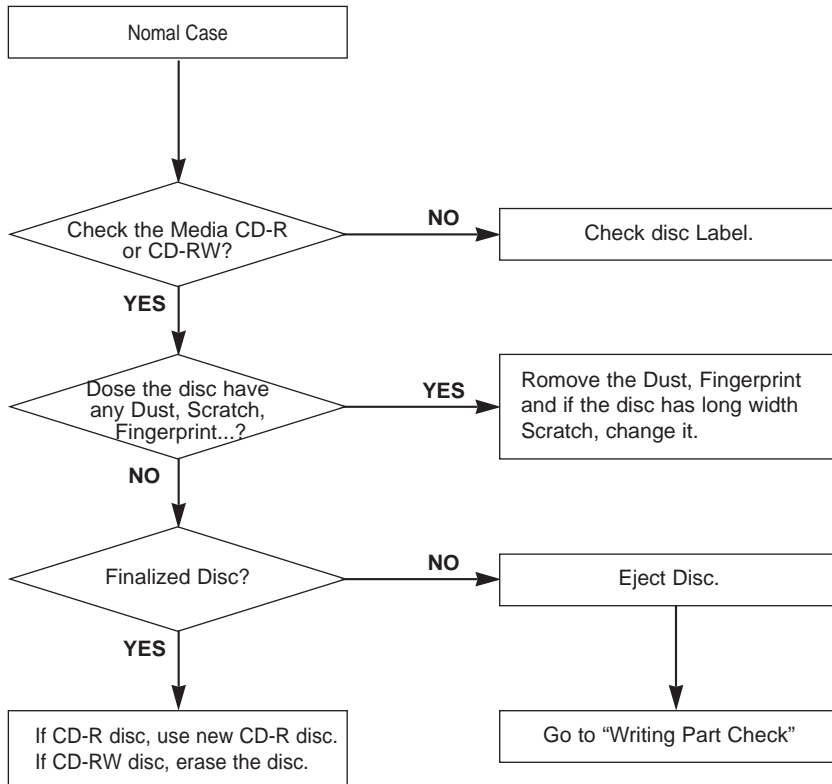 Nomal Case
Check the Media CD-R
or CD-RW?
NO
Check disc Label.
YES
Dose the disc have
any Dust, Scratch,
Fingerprint...?
YES
Romove the Dust, Fingerprint
and if the disc has long width
Scratch, change it.
NO
Finalized Disc?
NO
Eject Disc.
YES
If CD-R disc, use new CD-R disc.
If CD-RW disc, erase the disc.
Go to “Writing Part Check”